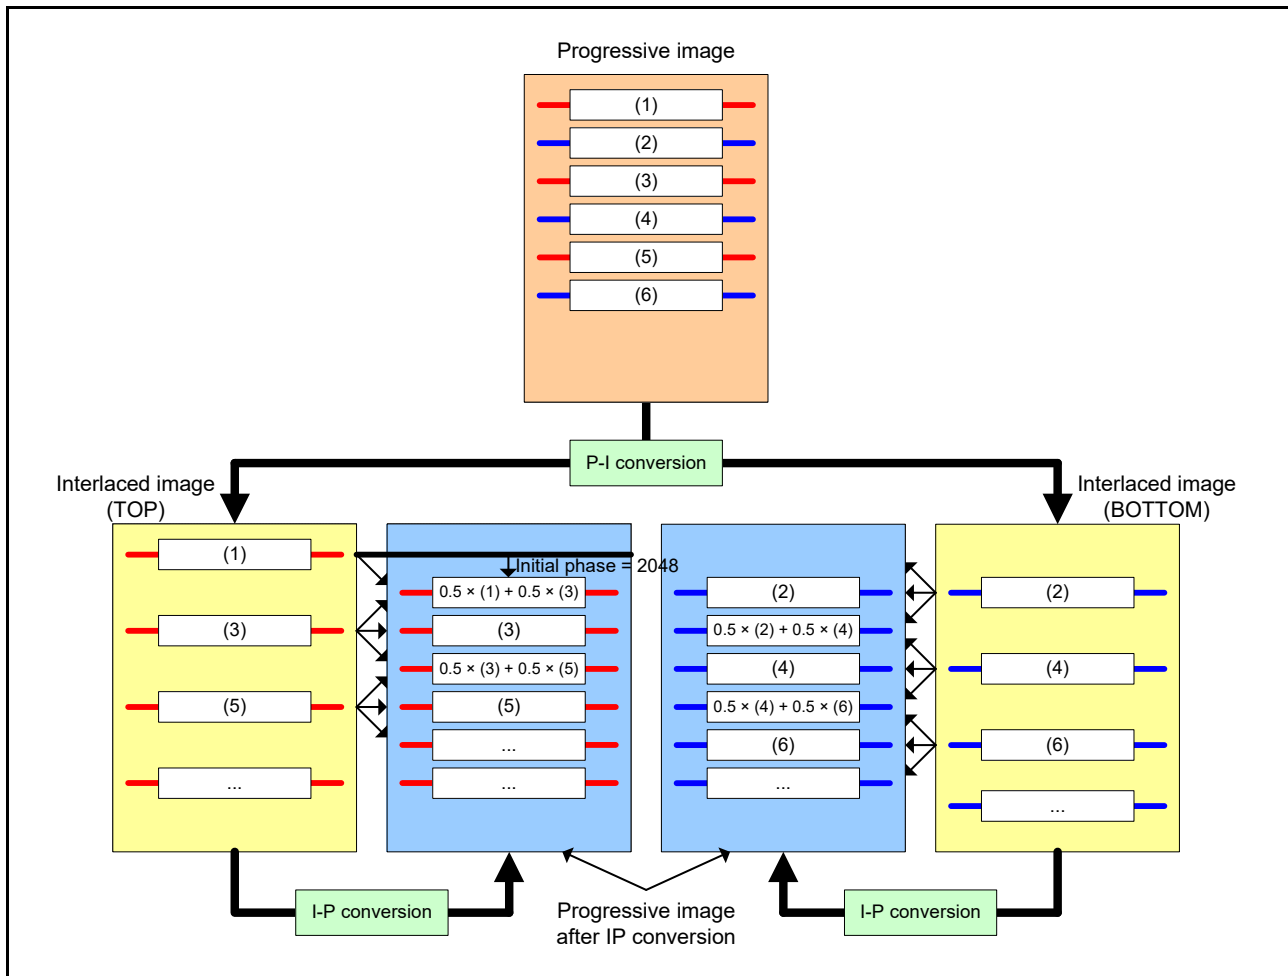 Progressive image
(1)
(2)
(3)
(4)
(5)
(6)
P-I conversion
Interlaced image
(TOP)
(1)
(3)
(5)
...
Initial phase = 2048
0.5 × (1) + 0.5 × (3)
(3)
0.5 × (3) + 0.5 × (5)
(5)
...
...
(2)
0.5 × (2) + 0.5 × (4)
(4)
0.5 × (4) + 0.5 × (6)
(6)
...
Interlaced image
(BOTTOM)
(2)
(4)
(6)
...
I-P conversion
Progressive image
after IP conversion
I-P conversion